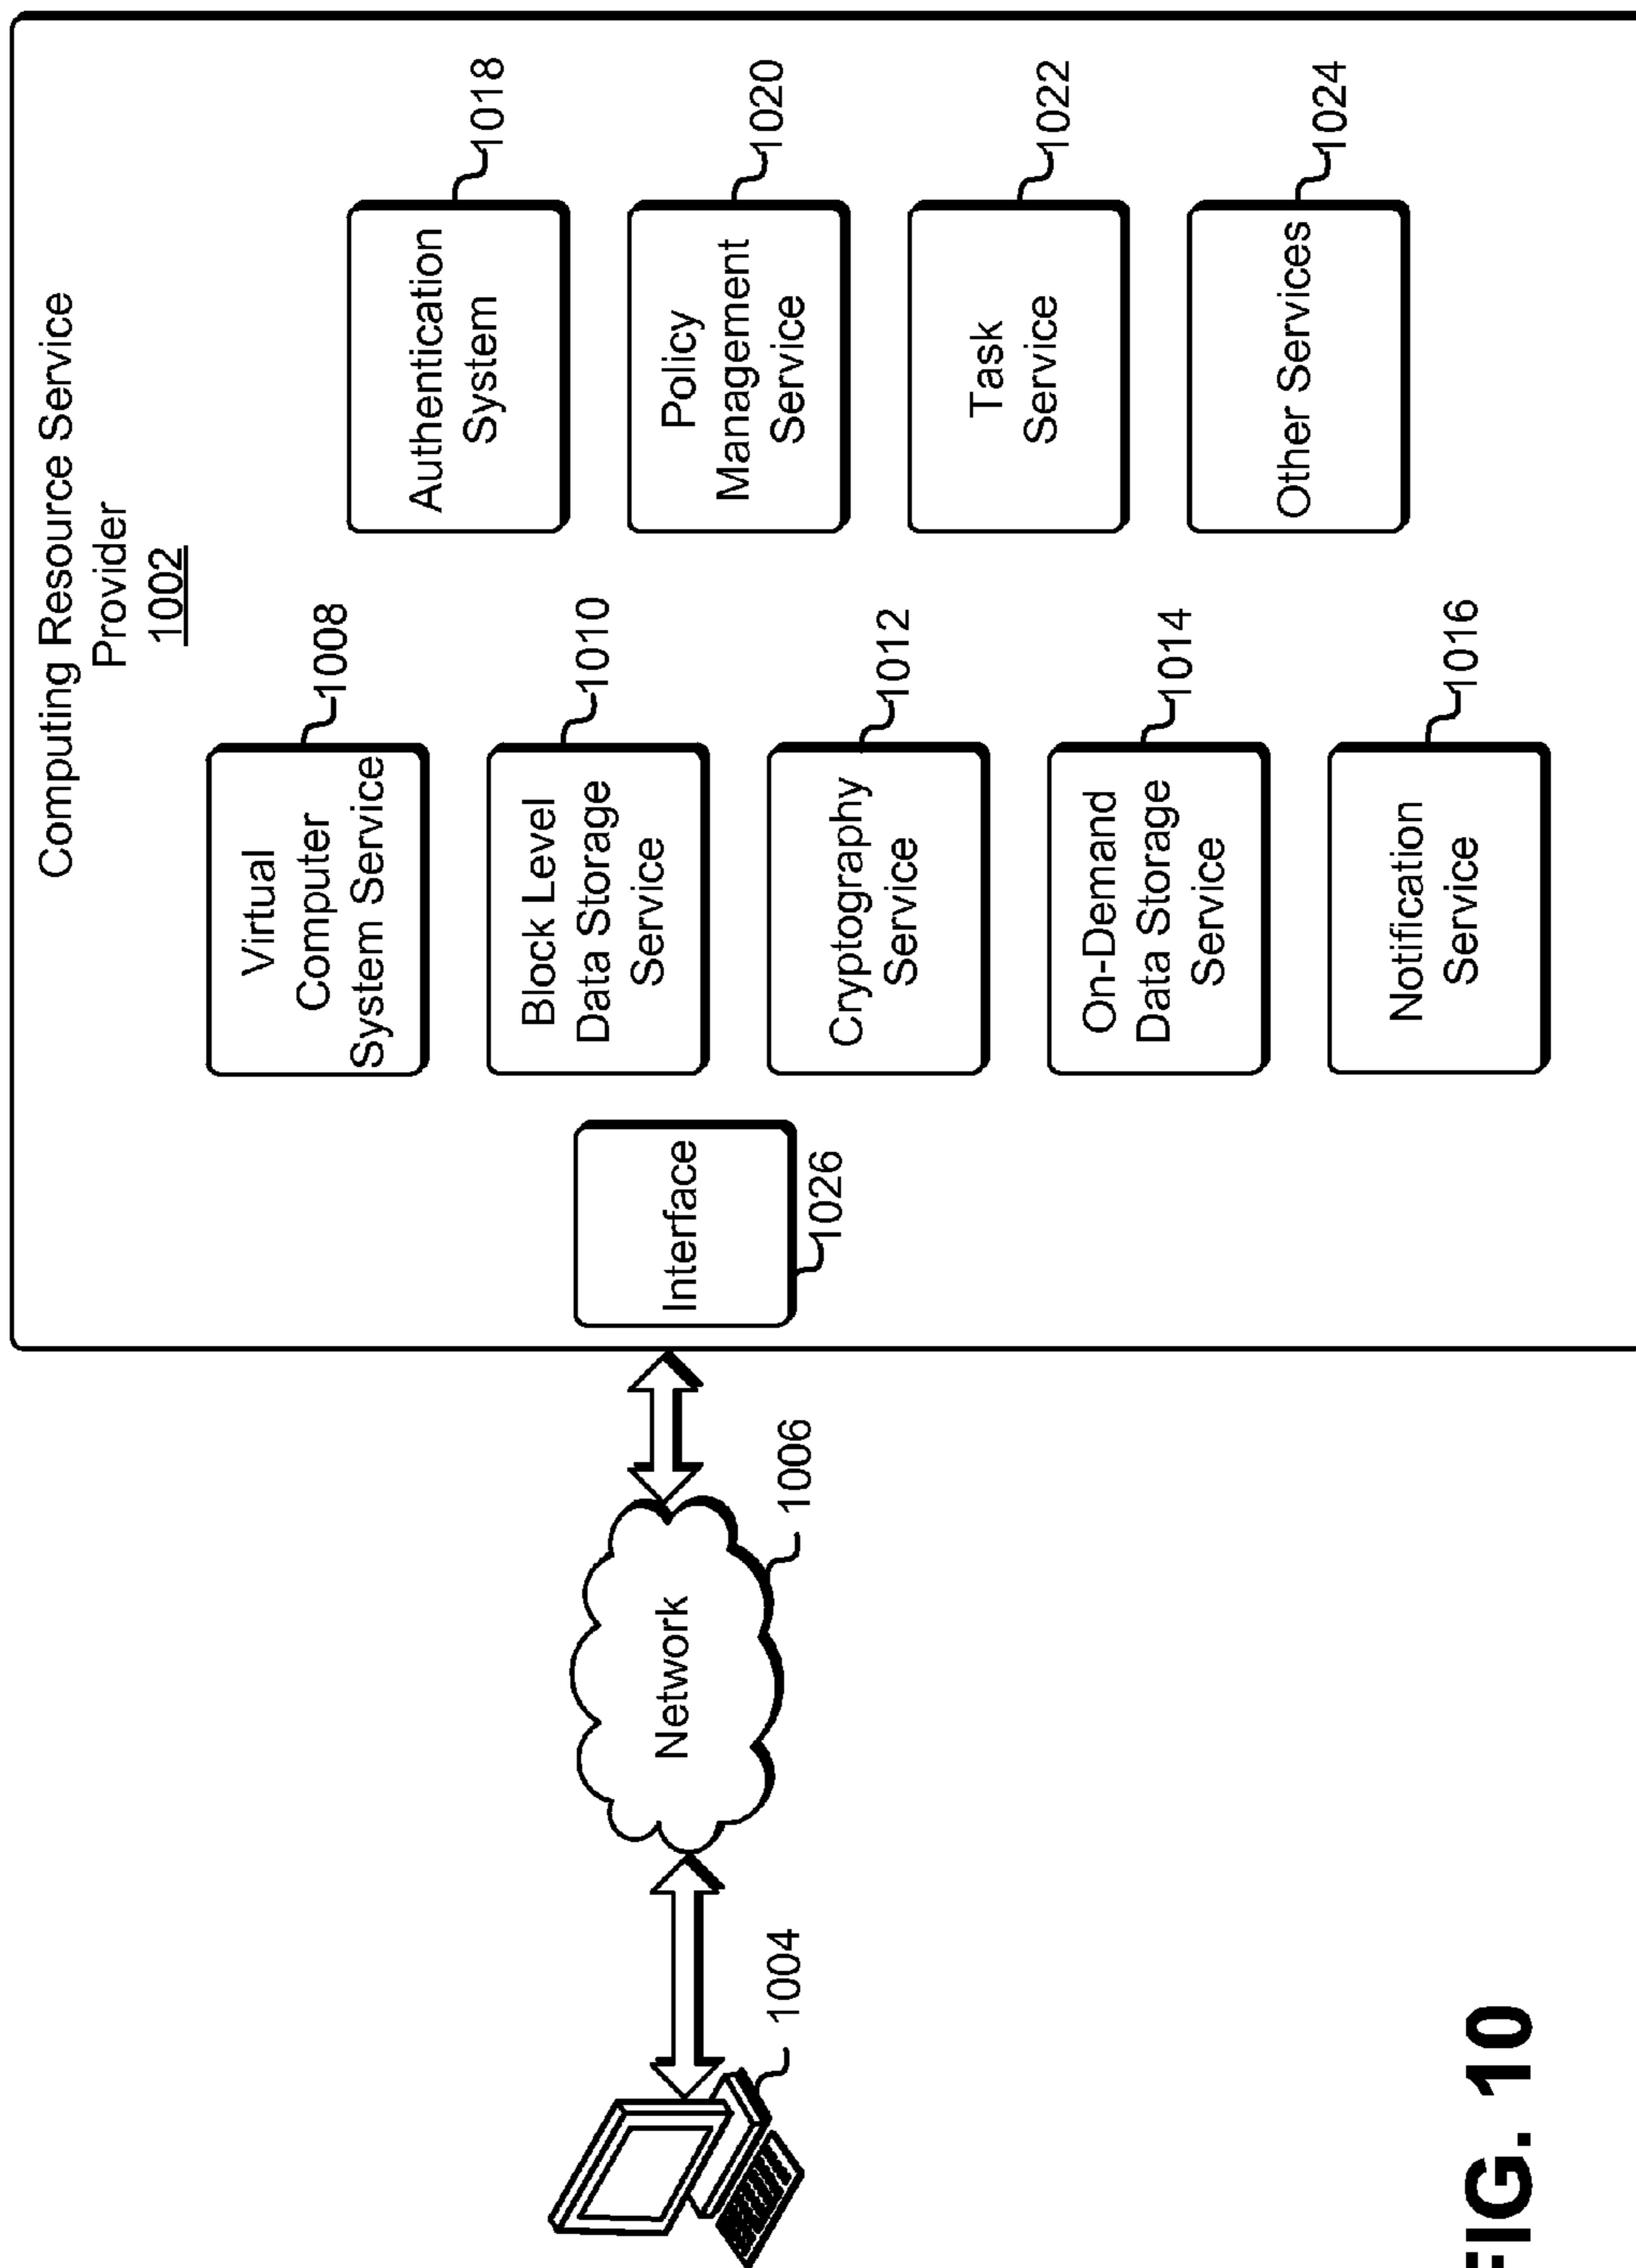 Computing Resource Service
Provider
1002
Virtual
Computer
System Service
1008
Block Level
Data Storage
Service
1010
Cryptography
Service
1012
On-Demand
Data Storage
Service
1014
Notification
Service
1016
Authentication
System
1018
Policy
Management
Service
1020
Task
Service
1022
Other Services
1024
Interface
1026
Network
1006
1004
FIG. 10